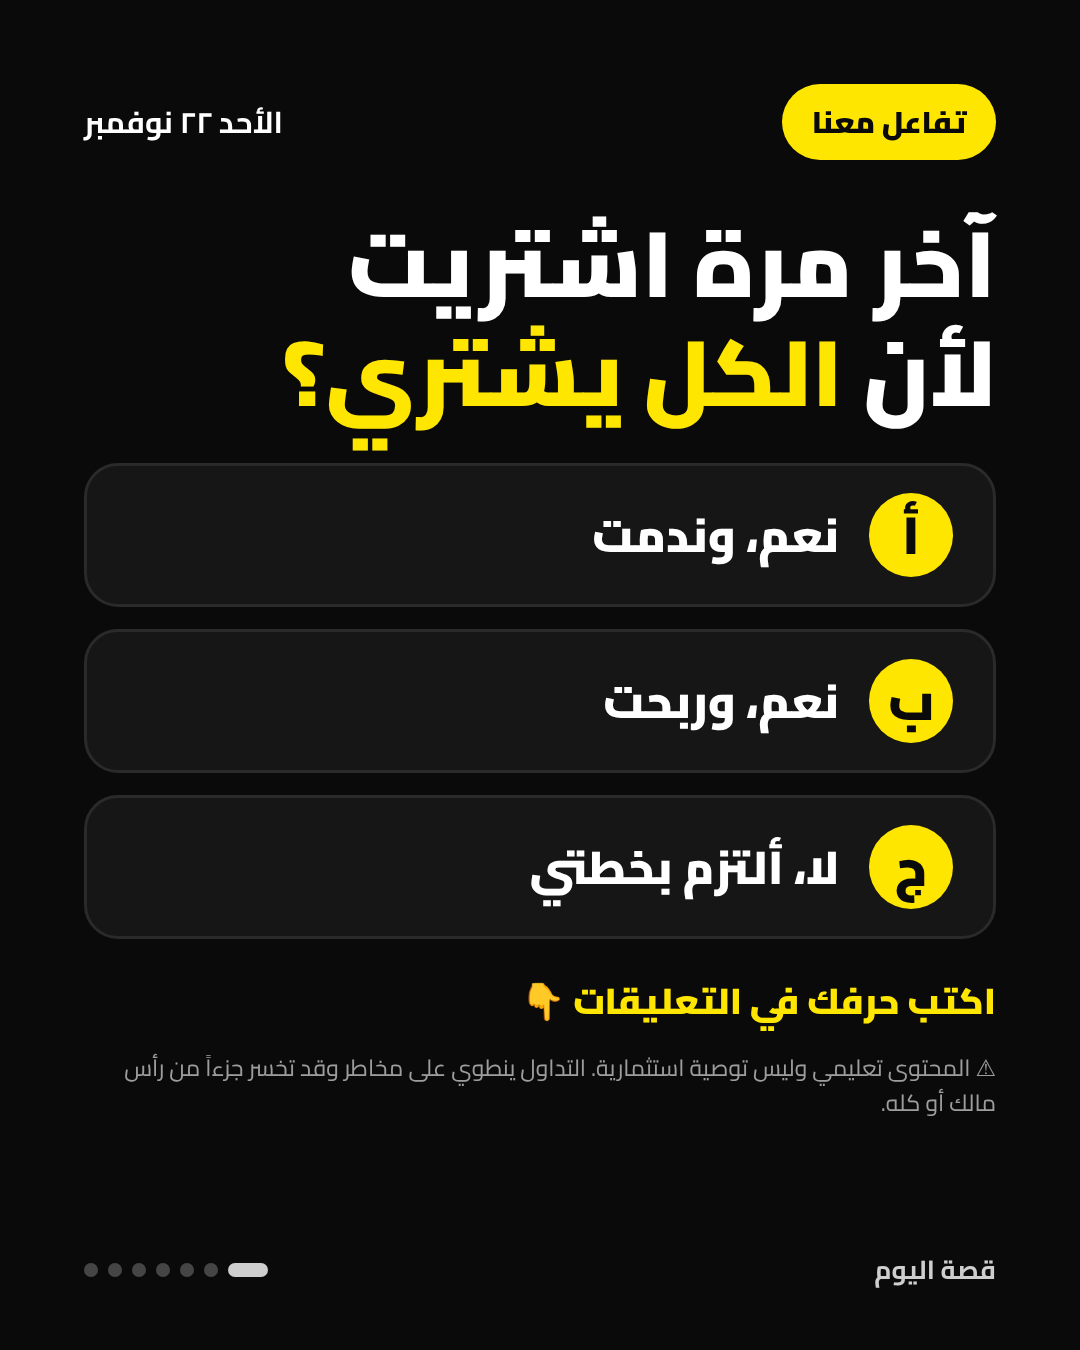 تفاعل معنا
الأحد ٢٢ نوفمبر
آخر مرة اشتريت
لأن الكل يشتري؟
أ
نعم، وندمت
ب
نعم، وربحت
ج
لا، ألتزم بخطتي
اكتب حرفك في التعليقات 👇
⚠ المحتوى تعليمي وليس توصية استثمارية. التداول ينطوي على مخاطر وقد تخسر جزءاً من رأس
مالك أو كله.
قصة اليوم